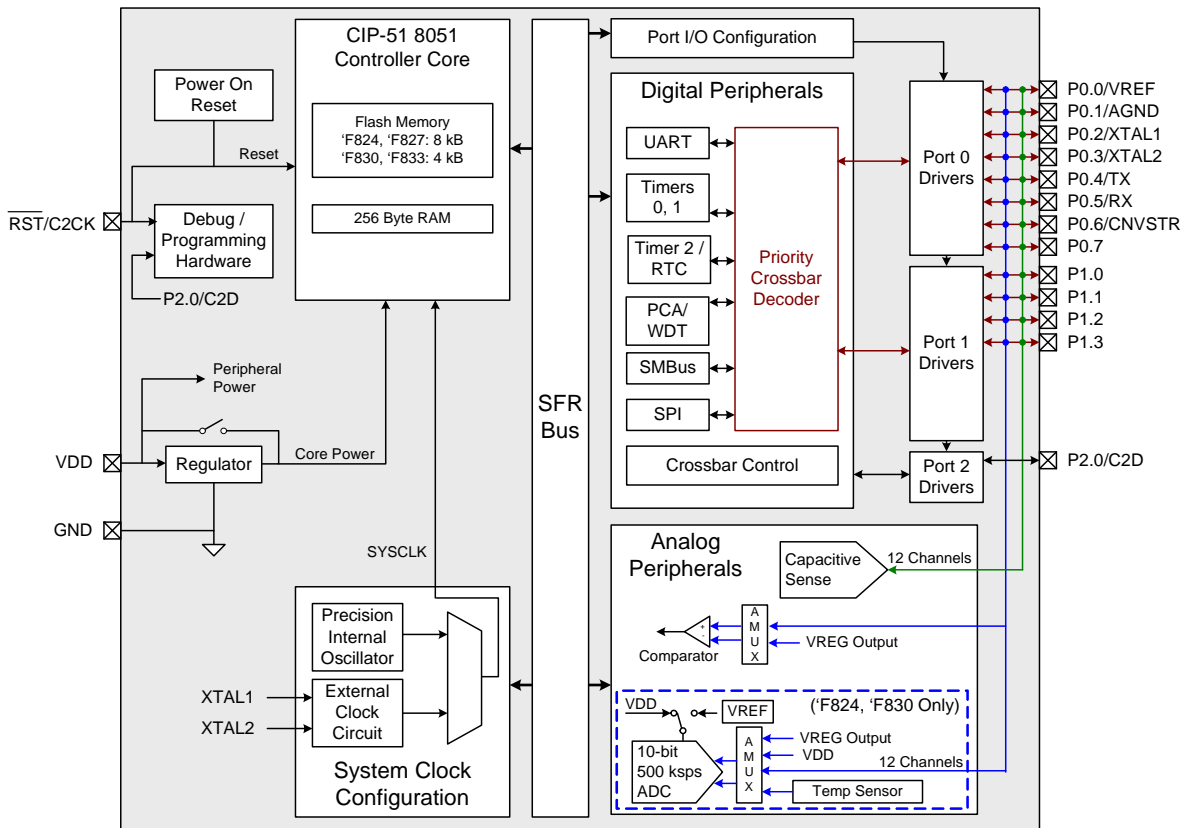 CIP-51 8051
Controller Core
Flash Memory
'F824, 'F827: 8 kB
'F830, 'F833: 4 kB
256 Byte RAM
Power On
Reset
Reset
RST/C2CK
Debug /
Programming
Hardware
P2.0/C2D
Peripheral
Power
VDD
Regulator
Core Power
GND
SYSCLK
Precision
Internal
Oscillator
XTAL1
XTAL2
External
Clock
Circuit
System Clock
Configuration
SFR
Bus
Port I/O Configuration
Digital Peripherals
UART
Timers
0, 1
Timer 2 /
RTC
PCA/
WDT
SMBus
SPI
Priority
Crossbar
Decoder
Crossbar Control
Port 0
Drivers
Port 1
Drivers
Port 2
Drivers
P0.0/VREF
P0.1/AGND
P0.2/XTAL1
P0.3/XTAL2
P0.4/TX
P0.5/RX
P0.6/CNVSTR
P0.7
P1.0
P1.1
P1.2
P1.3
P2.0/C2D
Analog
Peripherals
Capacitive
Sense
12 Channels
Comparator
+
-
A
M
U
X
VREG Output
('F824, 'F830 Only)
VDD
VREF
10-bit
500 ksps
ADC
A
M
U
X
VREG Output
VDD
12 Channels
Temp Sensor